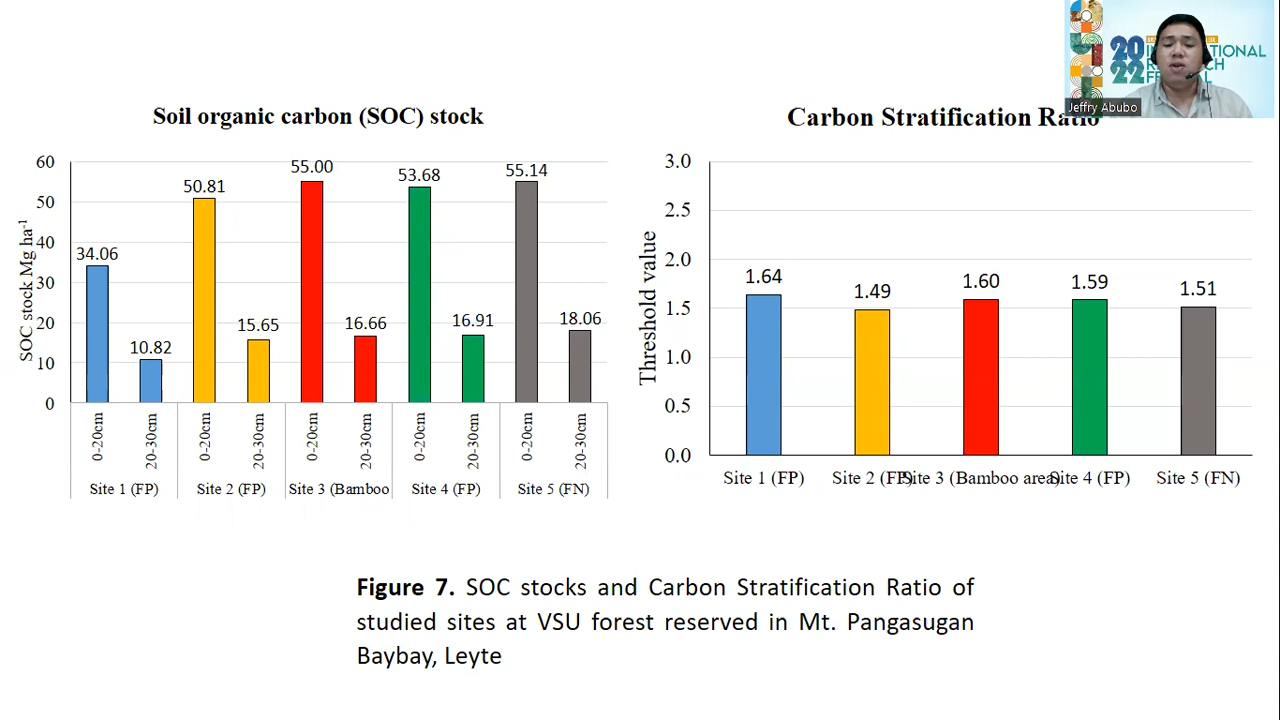 2022
Jeffry Abubo
Soil organic carbon (SOC) stock
SOC stock Mg ha-1
60
50
40
30
20
10
0
34.06
10.82
50.81
15.65
55.00
16.66
53.68
16.91
55.14
18.06
0-20cm
20-30cm
0-20cm
20-30cm
0-20cm
20-30cm
0-20cm
20-30cm
0-20cm
20-30cm
Site 1 (FP)
Site 2 (FP)
Site 3 (Bamboo
Site 4 (FP)
Site 5 (FN)
Carbon Stratification Ratio
Threshold value
3.0
2.5
2.0
1.5
1.0
0.5
0.0
1.64
1.49
1.60
1.59
1.51
Site 1 (FP)
Site 2 (FP)
Site 3 (Bamboo area)
Site 4 (FP)
Site 5 (FN)
Figure 7. SOC stocks and Carbon Stratification Ratio of
studied sites at VSU forest reserved in Mt. Pangasugan
Baybay, Leyte